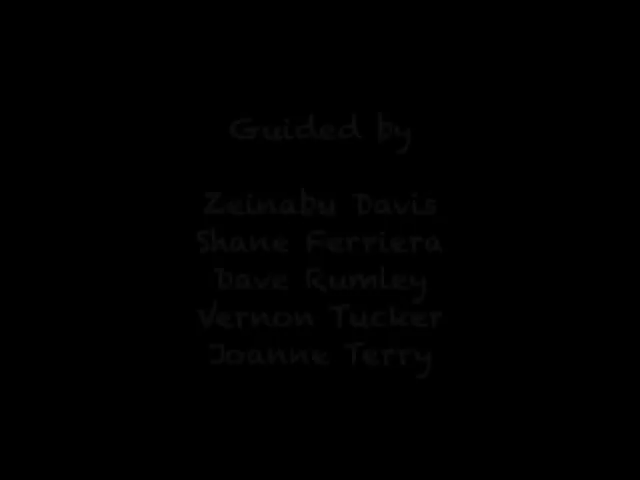 Guided by
Zeinabu Davis
Shane Ferriera
Dave Rumley
Vernon Tucker
Joanne Terry